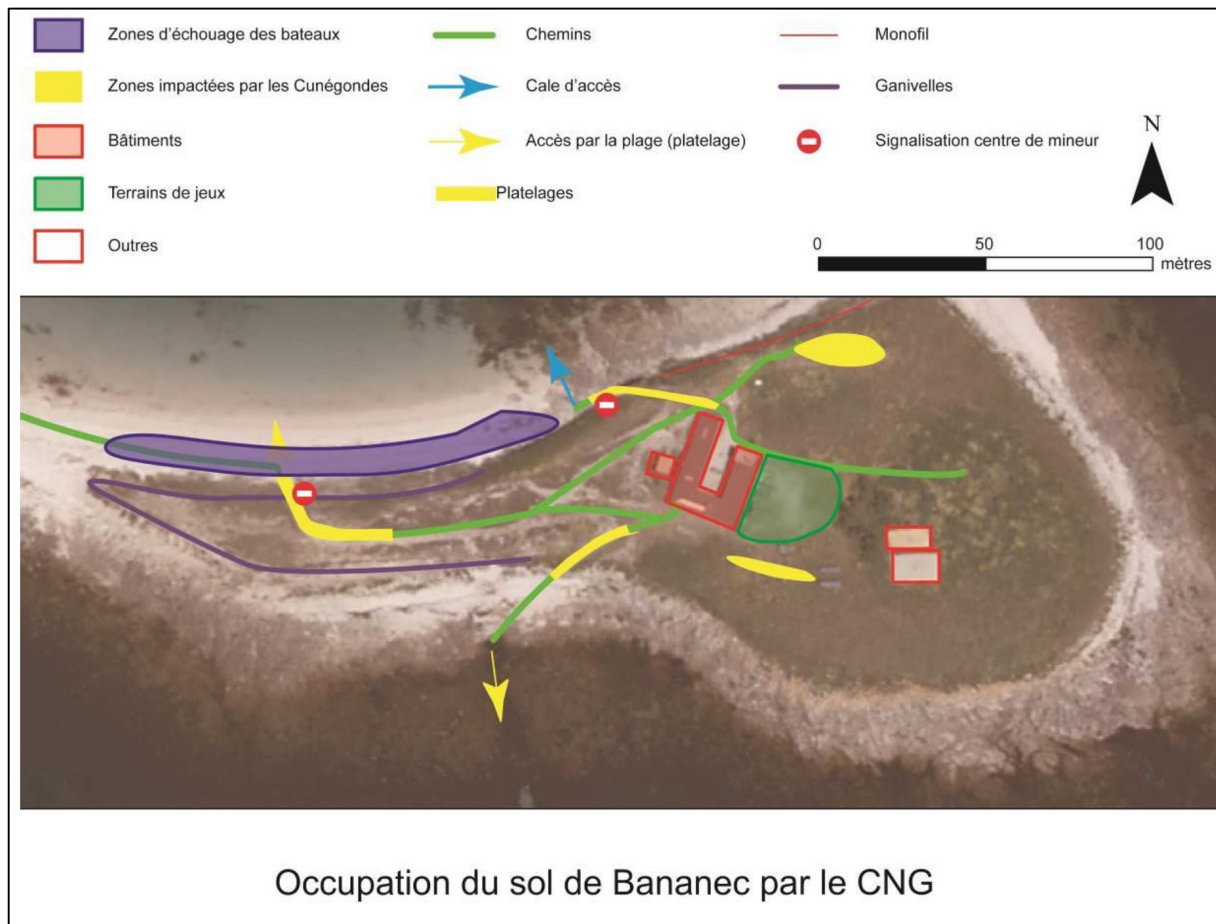 Zones d'échouage des bateaux
Chemins
Monofil
Zones impactées par les Cunégondes
Cale d'accès
Ganivelles
Bâtiments
Accès par la plage (platelage)
Signalisation centre de mineur
N
Terrains de jeux
Platelages
Outres
0 50 100
mètres
Occupation du sol de Bananec par le CNG